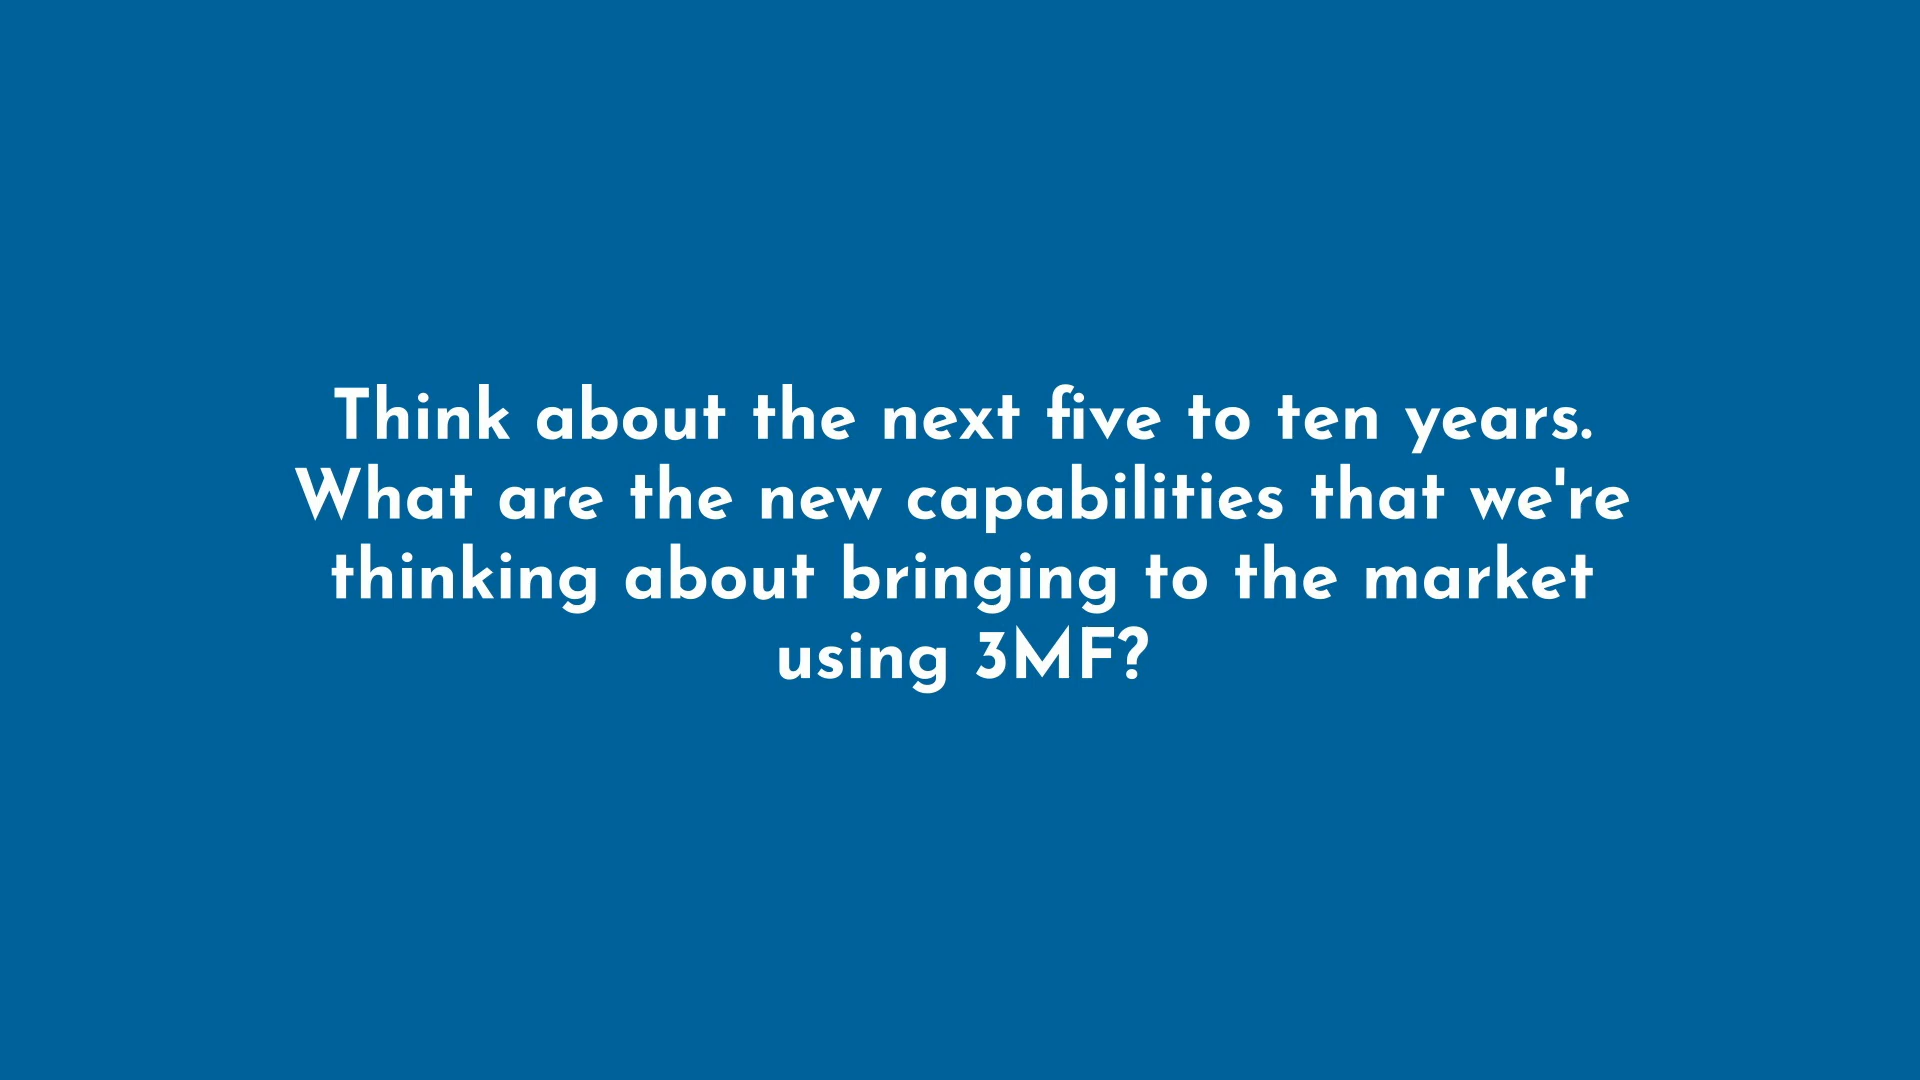 Think about the next five to ten years.
What are the new capabilities that we're
thinking about bringing to the market
using 3MF?